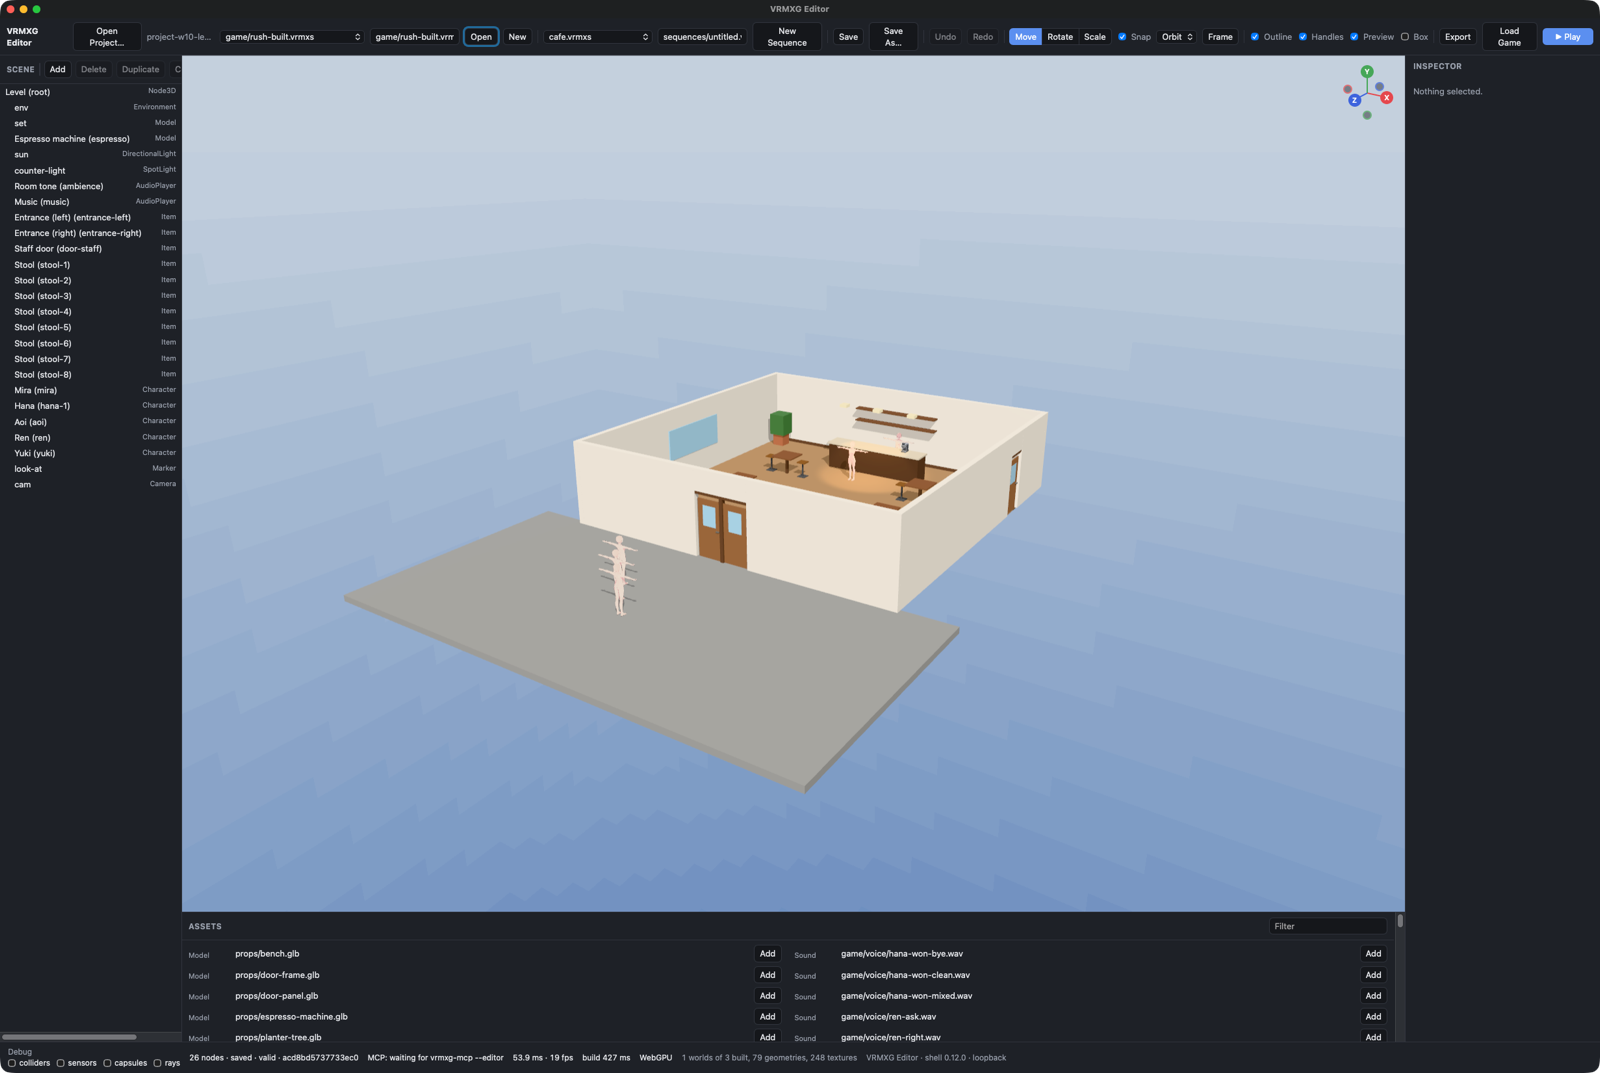 VRMXG Editor
VRMXG
Editor
Open
Project...
project-w10-le...
game/rush-built.vrmxs
game/rush-built.vrm
Open
New
cafe.vrmxs
sequences/untitled.
New
Sequence
Save
Save
As...
Undo
Redo
Move
Rotate
Scale
Snap
Orbit
Frame
Outline
Handles
Preview
Box
Export
Load
Game
Play
SCENE
Add
Delete
Duplicate
C
Level (root) Node3D
env Environment
set Model
Espresso machine (espresso) Model
sun DirectionalLight
counter-light SpotLight
Room tone (ambience) AudioPlayer
Music (music) AudioPlayer
Entrance (left) (entrance-left) Item
Entrance (right) (entrance-right) Item
Staff door (door-staff) Item
Stool (stool-1) Item
Stool (stool-2) Item
Stool (stool-3) Item
Stool (stool-4) Item
Stool (stool-5) Item
Stool (stool-6) Item
Stool (stool-7) Item
Stool (stool-8) Item
Mira (mira) Character
Hana (hana-1) Character
Aoi (aoi) Character
Ren (ren) Character
Yuki (yuki) Character
look-at Marker
cam Camera
Y
X
Z
INSPECTOR
Nothing selected.
ASSETS
Filter
Model props/bench.glb Add
Model props/door-frame.glb Add
Model props/door-panel.glb Add
Model props/espresso-machine.glb Add
Model props/planter-tree.glb Add
Sound game/voice/hana-won-bye.wav Add
Sound game/voice/hana-won-clean.wav Add
Sound game/voice/hana-won-mixed.wav Add
Sound game/voice/ren-ask.wav Add
Sound game/voice/ren-right.wav Add
Debug
colliders sensors capsules rays
26 nodes · saved · valid · acd8bd5737733ec0 MCP: waiting for vrmxg-mcp --editor 53.9 ms · 19 fps build 427 ms WebGPU 1 worlds of 3 built, 79 geometries, 248 textures VRMXG Editor · shell 0.12.0 · loopback